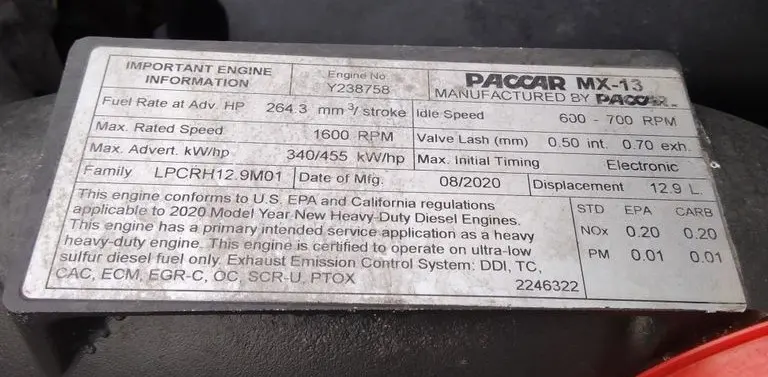 IMPORTANT ENGINE INFORMATION
Engine No. Y238758
PACCAR MX-13
MANUFACTURED BY PACCAR INC.
Fuel Rate at Adv. HP 264.3 mm³/stroke
Idle Speed 600 - 700 RPM
Max. Rated Speed 1600 RPM
Valve Lash (mm) 0.50 int. 0.70 exh.
Max. Advert. kW/hp 340/455 kW/hp
Max. Initial Timing Electronic
Family LPCRH12.9M01
Date of Mfg. 08/2020
Displacement 12.9 L.
This engine conforms to U.S. EPA and California regulations
applicable to 2020 Model Year New Heavy-Duty Diesel Engines.
This engine has a primary intended service application as a heavy
heavy-duty engine. This engine is certified to operate on ultra-low
sulfur diesel fuel only. Exhaust Emission Control System: DDI, TC,
CAC, ECM, EGR-C, OC, SCR-U, PTOX
2246322
STD EPA CARB
NOx 0.20 0.20
PM 0.01 0.01